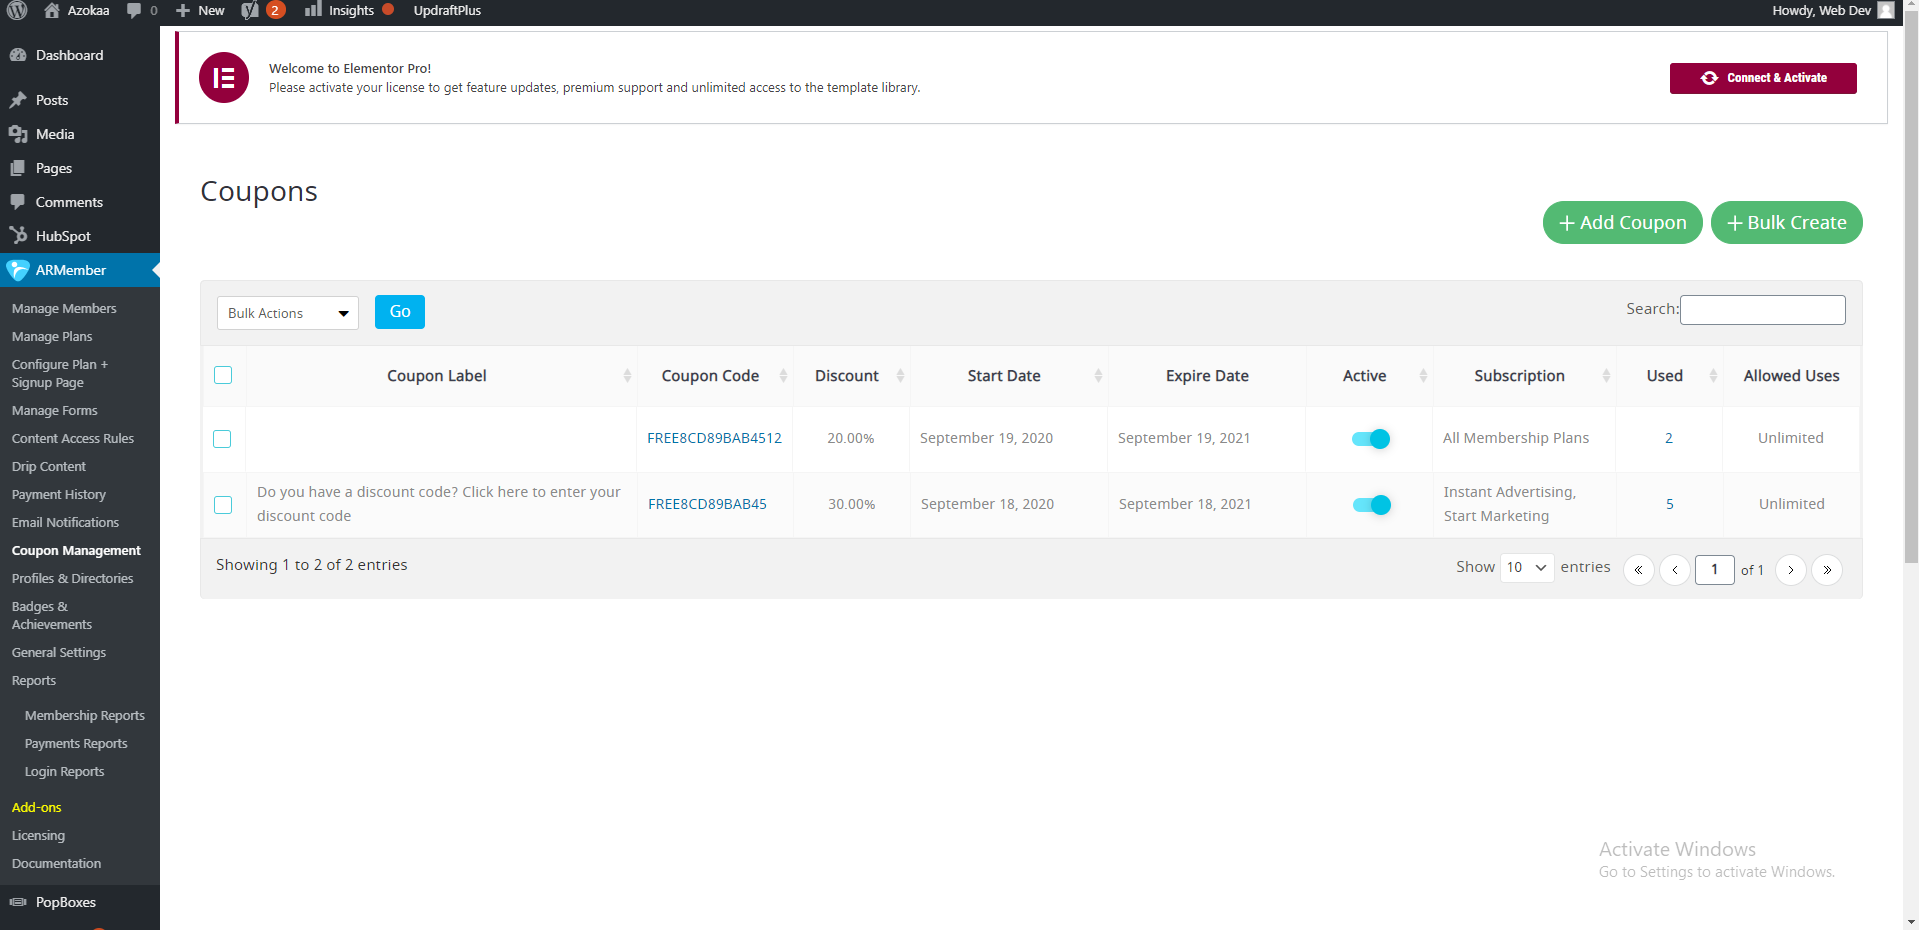 Azokaa
0
New
2
Insights
UpdraftPlus
Howdy, Web Dev
Dashboard
Posts
Media
Pages
Comments
HubSpot
ARMember
Manage Members
Manage Plans
Configure Plan +
Signup Page
Manage Forms
Content Access Rules
Drip Content
Payment History
Email Notifications
Coupon Management
Profiles & Directories
Badges &
Achievements
General Settings
Reports
Membership Reports
Payments Reports
Login Reports
Add-ons
Licensing
Documentation
PopBoxes
Welcome to Elementor Pro!
Please activate your license to get feature updates, premium support and unlimited access to the template library.
Connect & Activate
Coupons
+ Add Coupon
+ Bulk Create
Bulk Actions
Go
Search:
Coupon Label Coupon Code Discount Start Date Expire Date Active Subscription Used Allowed Uses
FREE8CD89BAB4512 20.00% September 19, 2020 September 19, 2021 All Membership Plans 2 Unlimited
Do you have a discount code? Click here to enter your
discount code
FREE8CD89BAB45 30.00% September 18, 2020 September 18, 2021
Instant Advertising,
Start Marketing
5 Unlimited
Showing 1 to 2 of 2 entries
Show 10 entries « ‹ 1 of 1 › »
Activate Windows
Go to Settings to activate Windows.